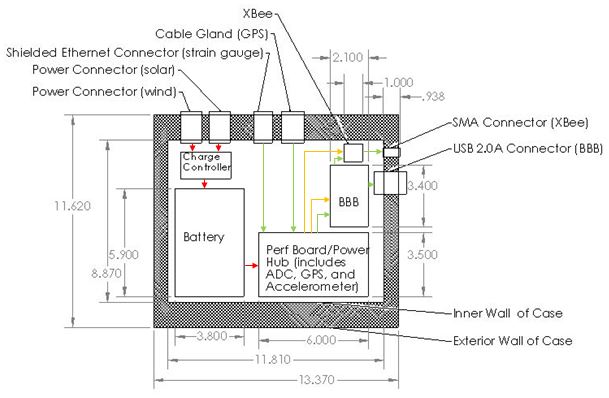 XBee
Cable Gland (GPS)
Shielded Ethernet Connector (strain gauge)
2.100
Power Connector (solar)
1.000
Power Connector (wind)
.938
SMA Connector (XBee)
USB 2.0A Connector (BBB)
Charge
Controller
3.400
BBB
11.620
5.900
8.870
Battery
Perf Board/Power
Hub (includes
ADC, GPS, and
Accelerometer)
3.500
Inner Wall of Case
3.800
6.000
Exterior Wall of Case
11.810
13.370